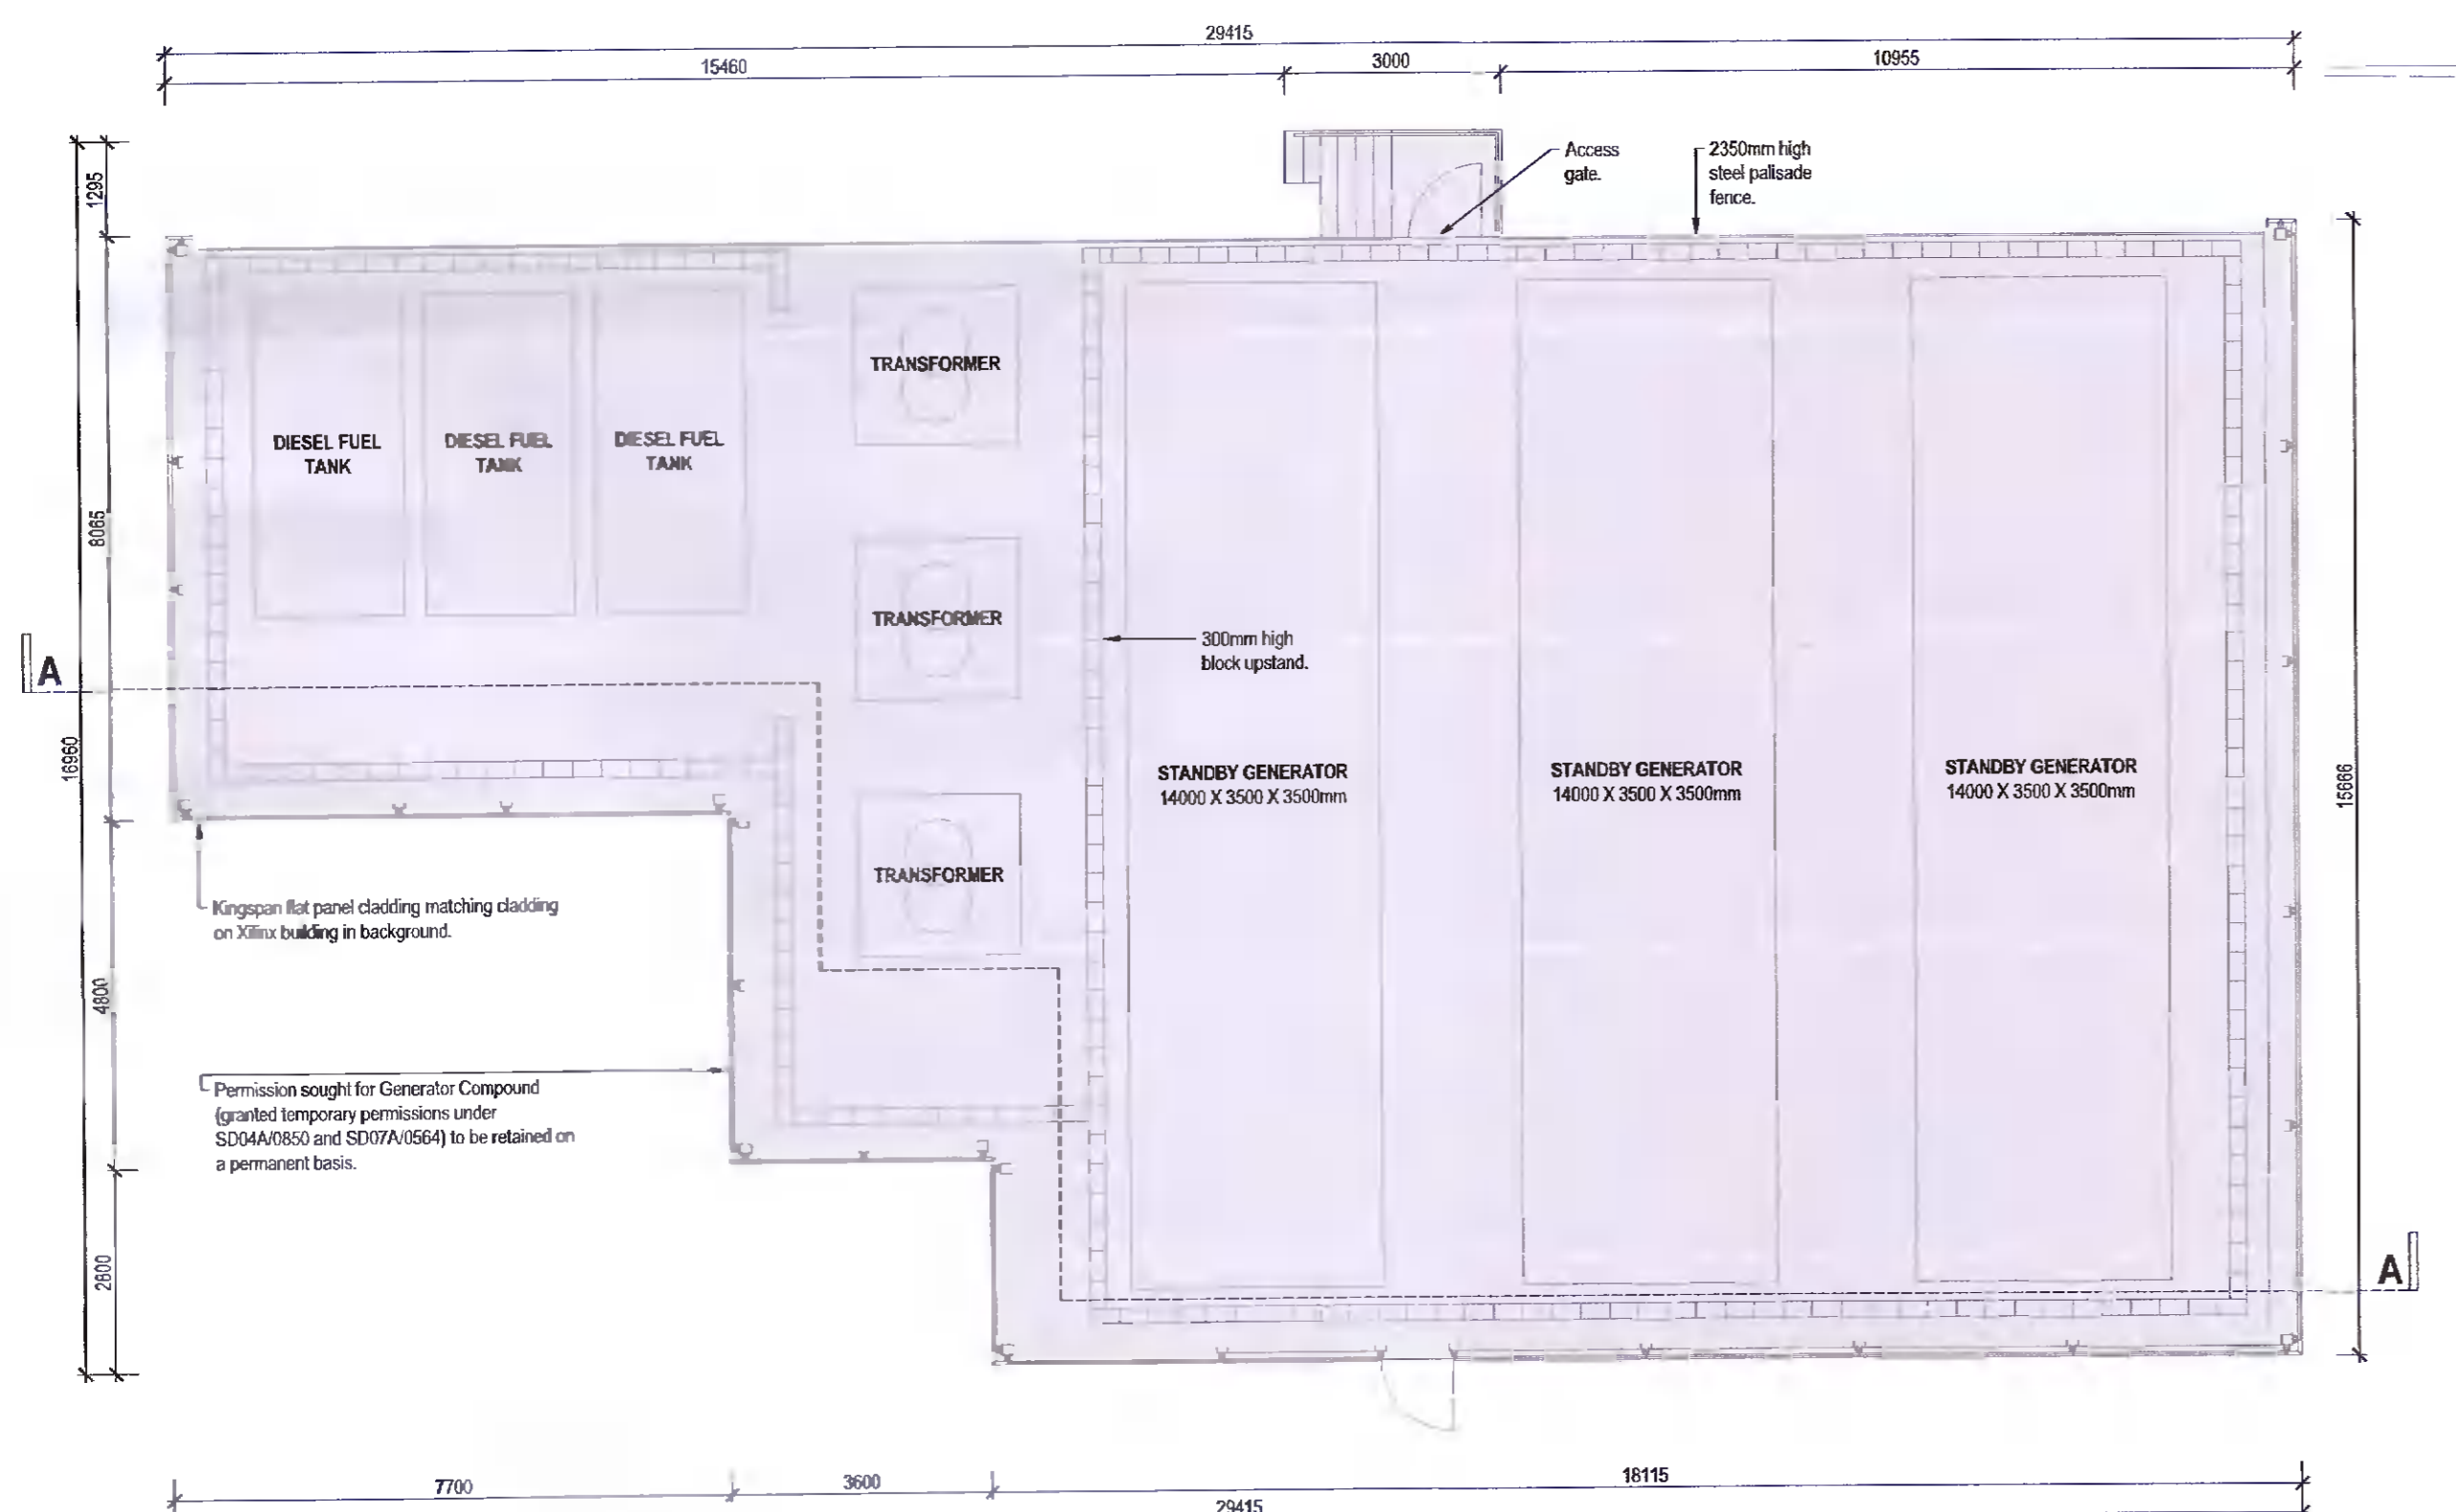 29415
15460
3000
10955
Access
gate.
2350mm high
steel palisade
fence.
1295
8065
16960
4800
2800
15666
TRANSFORMER
DIESEL FUEL
TANK
DIESEL FUEL
TANK
DIESEL FUEL
TANK
TRANSFORMER
300mm high
block upstand.
A
STANDBY GENERATOR
14000 X 3500 X 3500mm
STANDBY GENERATOR
14000 X 3500 X 3500mm
STANDBY GENERATOR
14000 X 3500 X 3500mm
TRANSFORMER
Kingspan flat panel cladding matching cladding
on Xilinx building in background.
Permission sought for Generator Compound
(granted temporary permissions under
SD04A/0850 and SD07A/0564) to be retained on
a permanent basis.
A
7700
3600
18115
29415